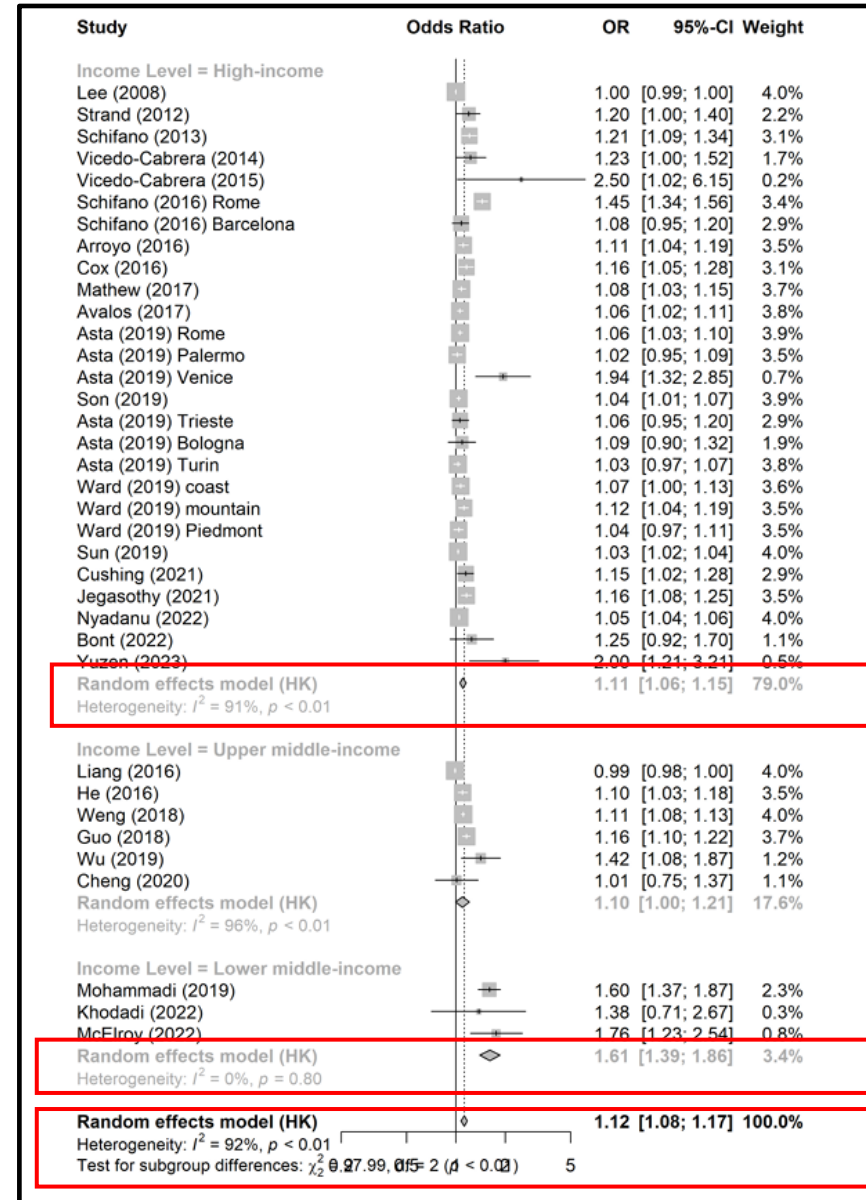 Study Odds Ratio OR 95%-CI Weight
Income Level = High-income
Lee (2008) 1.00 [0.99; 1.00] 4.0%
Strand (2012) 1.20 [1.00; 1.40] 2.2%
Schifano (2013) 1.21 [1.09; 1.34] 3.1%
Vicedo-Cabrera (2014) 1.23 [1.00; 1.52] 1.7%
Vicedo-Cabrera (2015) 2.50 [1.02; 6.15] 0.2%
Schifano (2016) Rome 1.45 [1.34; 1.56] 3.4%
Schifano (2016) Barcelona 1.08 [0.95; 1.20] 2.9%
Arroyo (2016) 1.11 [1.04; 1.19] 3.5%
Cox (2016) 1.16 [1.05; 1.28] 3.1%
Mathew (2017) 1.08 [1.03; 1.15] 3.7%
Avalos (2017) 1.06 [1.02; 1.11] 3.8%
Asta (2019) Rome 1.06 [1.03; 1.10] 3.9%
Asta (2019) Palermo 1.02 [0.95; 1.09] 3.5%
Asta (2019) Venice 1.94 [1.32; 2.85] 0.7%
Son (2019) 1.04 [1.01; 1.07] 3.9%
Asta (2019) Trieste 1.06 [0.95; 1.20] 2.9%
Asta (2019) Bologna 1.09 [0.90; 1.32] 1.9%
Asta (2019) Turin 1.03 [0.97; 1.07] 3.8%
Ward (2019) coast 1.07 [1.00; 1.13] 3.6%
Ward (2019) mountain 1.12 [1.04; 1.19] 3.5%
Ward (2019) Piedmont 1.04 [0.97; 1.11] 3.5%
Sun (2019) 1.03 [1.02; 1.04] 4.0%
Cushing (2021) 1.15 [1.02; 1.28] 2.9%
Jegasothy (2021) 1.16 [1.08; 1.25] 3.5%
Nyadanu (2022) 1.05 [1.04; 1.06] 4.0%
Bont (2022) 1.25 [0.92; 1.70] 1.1%
Yuzen (2023) 2.00 [1.21; 3.21] 0.5%
Random effects model (HK) 1.11 [1.06; 1.15] 79.0%
Heterogeneity: I² = 91%, p < 0.01
Income Level = Upper middle-income
Liang (2016) 0.99 [0.98; 1.00] 4.0%
He (2016) 1.10 [1.03; 1.18] 3.5%
Weng (2018) 1.11 [1.08; 1.13] 4.0%
Guo (2018) 1.16 [1.10; 1.22] 3.7%
Wu (2019) 1.42 [1.08; 1.87] 1.2%
Cheng (2020) 1.01 [0.75; 1.37] 1.1%
Random effects model (HK) 1.10 [1.00; 1.21] 17.6%
Heterogeneity: I² = 96%, p < 0.01
Income Level = Lower middle-income
Mohammadi (2019) 1.60 [1.37; 1.87] 2.3%
Khodadi (2022) 1.38 [0.71; 2.67] 0.3%
McElroy (2022) 1.76 [1.23; 2.54] 0.8%
Random effects model (HK) 1.61 [1.39; 1.86] 3.4%
Heterogeneity: I² = 0%, p = 0.80
Random effects model (HK) 1.12 [1.08; 1.17] 100.0%
Heterogeneity: I² = 92%, p < 0.01
Test for subgroup differences: 5